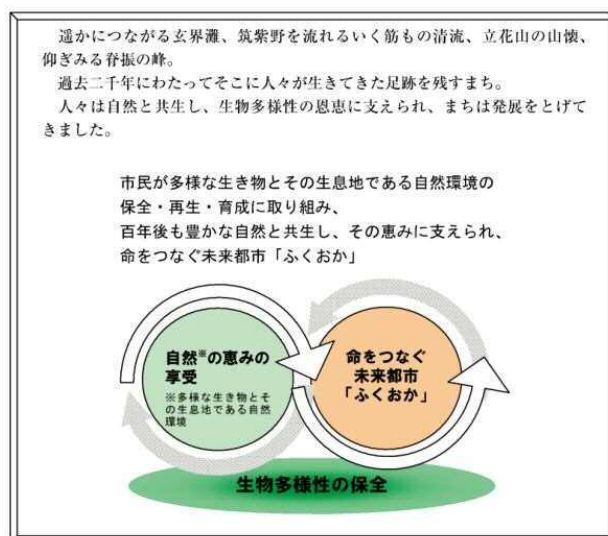 遥かにつながる玄界灘、筑紫野を流れるいく筋もの清流、立花山の山懐、
仰ぎみる脊振の峰。
　過去二千年にわたってそこに人々が生きてきた足跡を残すまち。
　人々は自然と共生し、生物多様性の恩恵に支えられ、まちは発展をとげて
きました。
市民が多様な生き物とその生息地である自然環境の
保全・再生・育成に取り組み、
百年後も豊かな自然と共生し、その恵みに支えられ、
命をつなぐ未来都市「ふくおか」
自然※の恵みの
享受
※多様な生き物とそ
の生息地である自然
環境
命をつなぐ
未来都市
「ふくおか」
生物多様性の保全